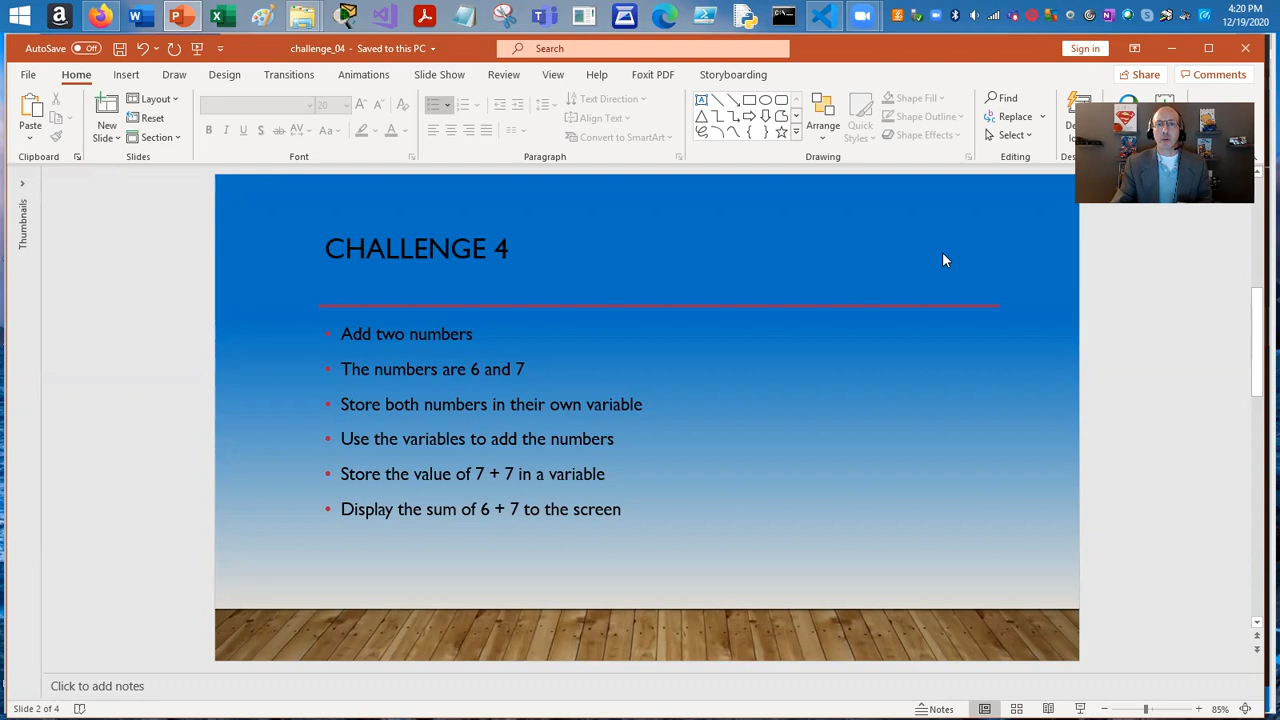 4:20 PM
12/19/2020
AutoSave Off
challenge_04 - Saved to this PC
Search
Sign in
File Home Insert Draw Design Transitions Animations Slide Show Review View Help Foxit PDF Storyboarding Share Comments
Paste
New Slide
Layout
Reset
Section
20
Text Direction
Align Text
Convert to SmartArt
Arrange
Quick Styles
Shape Fill
Shape Outline
Shape Effects
Find
Replace
Select
Clipboard Slides Font Paragraph Drawing Editing
Thumbnails
CHALLENGE 4
• Add two numbers
• The numbers are 6 and 7
• Store both numbers in their own variable
• Use the variables to add the numbers
• Store the value of 7 + 7 in a variable
• Display the sum of 6 + 7 to the screen
Click to add notes
Slide 2 of 4
Notes
85%